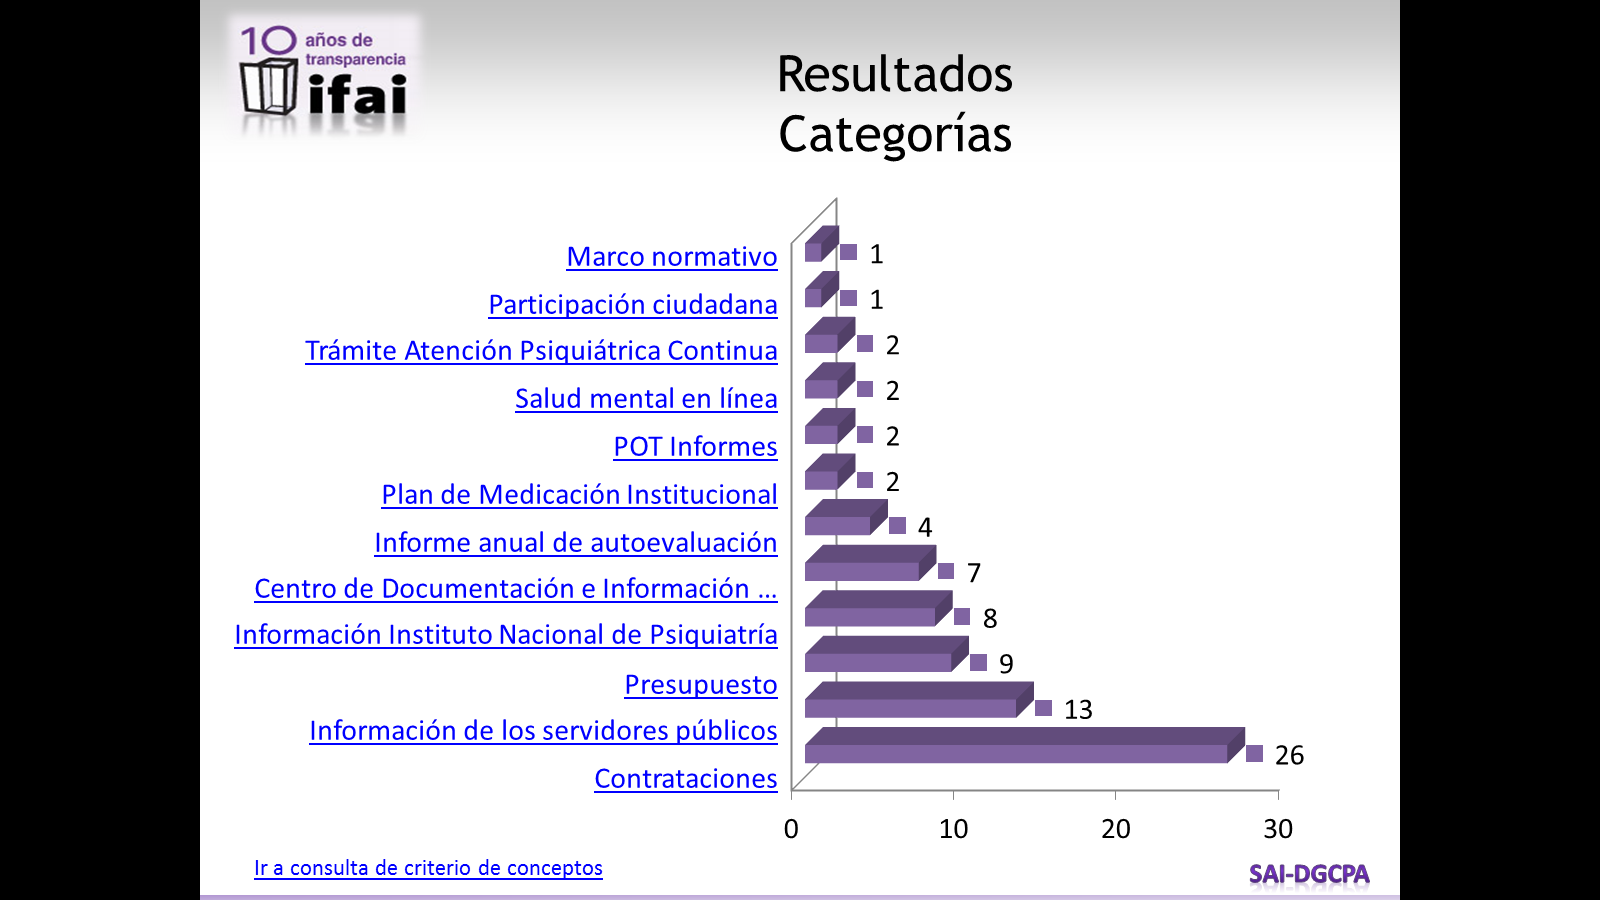 10 años de
transparencia
ifai
Resultados
Categorías
Marco normativo 1
Participación ciudadana 1
Trámite Atención Psiquiátrica Continua 2
Salud mental en línea 2
POT Informes 2
Plan de Medicación Institucional 2
Informe anual de autoevaluación 4
Centro de Documentación e Información ... 7
Información Instituto Nacional de Psiquiatría 8
Presupuesto 9
Información de los servidores públicos 13
Contrataciones 26
0 10 20 30
Ir a consulta de criterio de conceptos
SAI-DGCPA